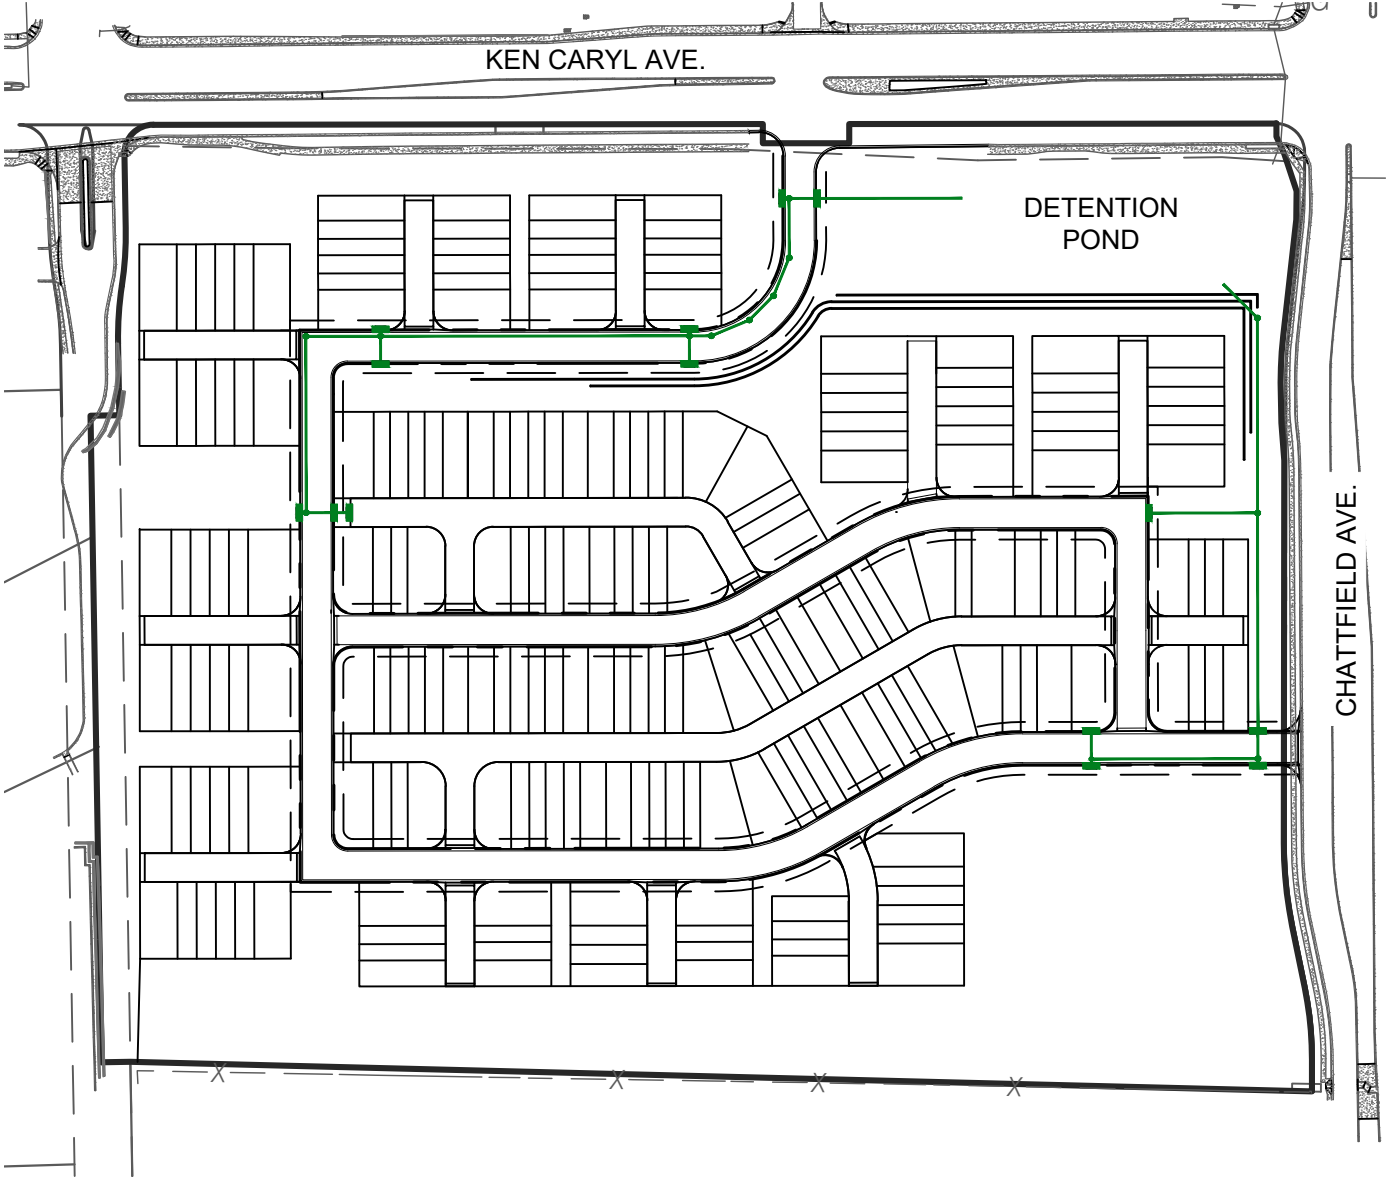 KEN CARYL AVE.
DETENTION
POND
CHATTFIELD AVE.
X
X
X
X